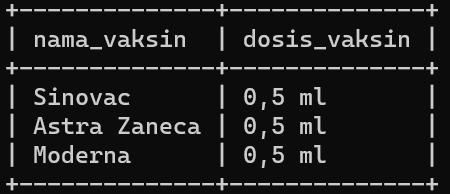 nama_vaksin dosis_vaksin
Sinovac 0,5 ml
Astra Zaneca 0,5 ml
Moderna 0,5 ml